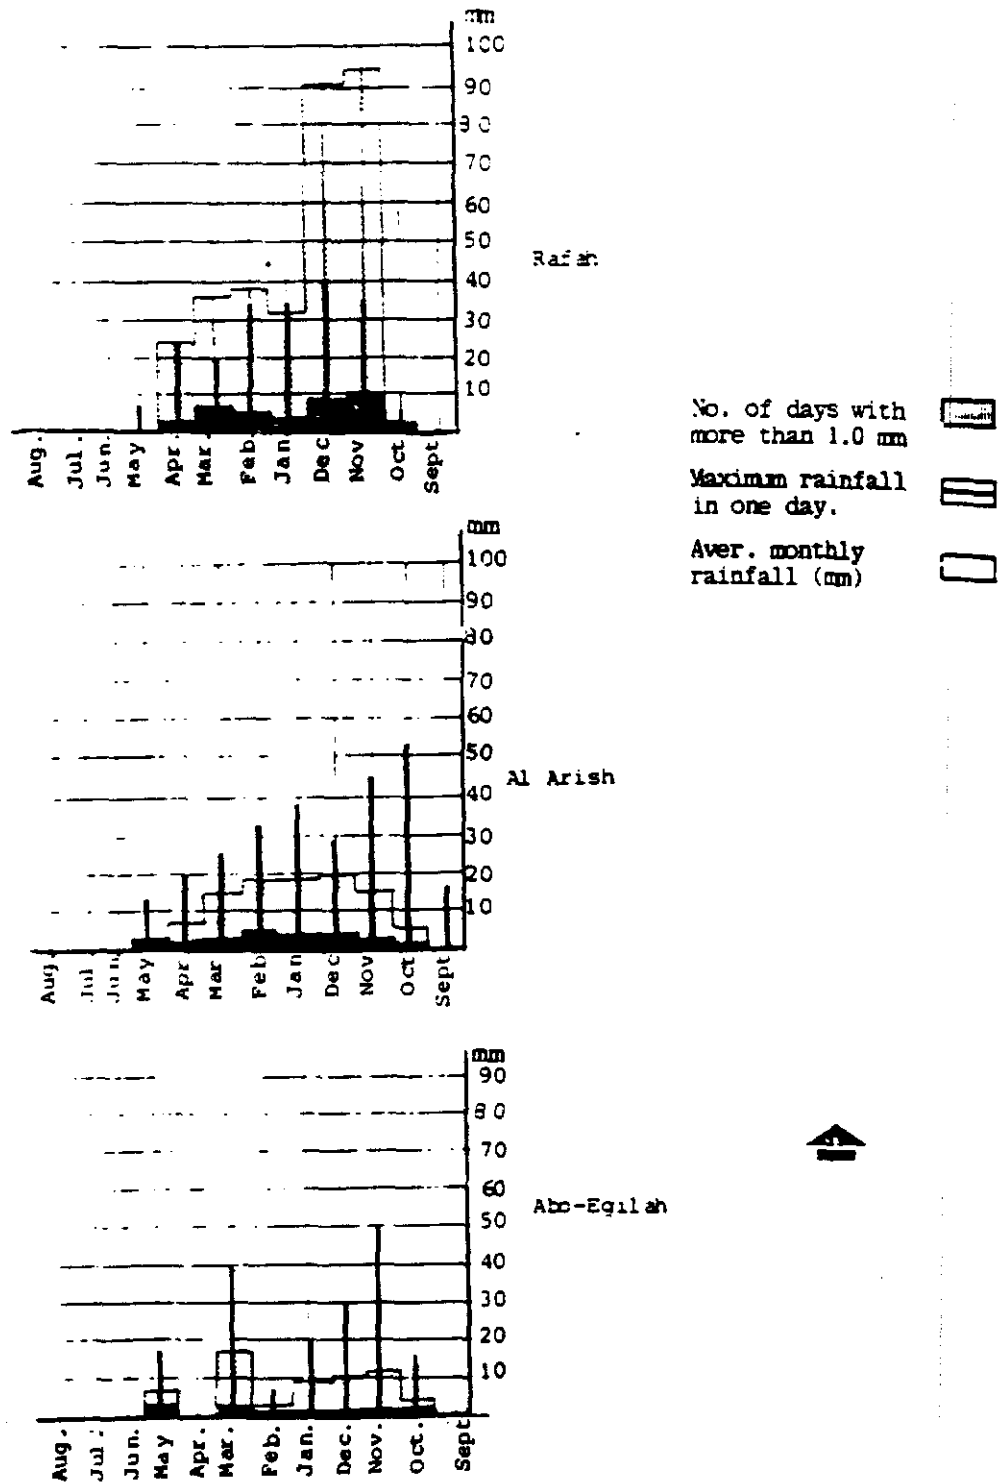 mm
100
90
80
70
60
50
40
30
20
10
Rafah
Aug. Jul. Jun. May Apr. Mar. Feb. Jan Dec Nov Oct Sept
No. of days with
more than 1.0 mm
Maximum rainfall
in one day.
Aver. monthly
rainfall (mm)
mm
100
90
80
70
60
50
40
30
20
10
Al Arish
Aug. Jul Jun May Apr Mar Feb Jan Dec Nov Oct Sept
mm
90
80
70
60
50
40
30
20
10
Abo-Egilah
Aug. Jul. Jun. May Apr. Mar. Feb. Jan. Dec. Nov. Oct. Sept